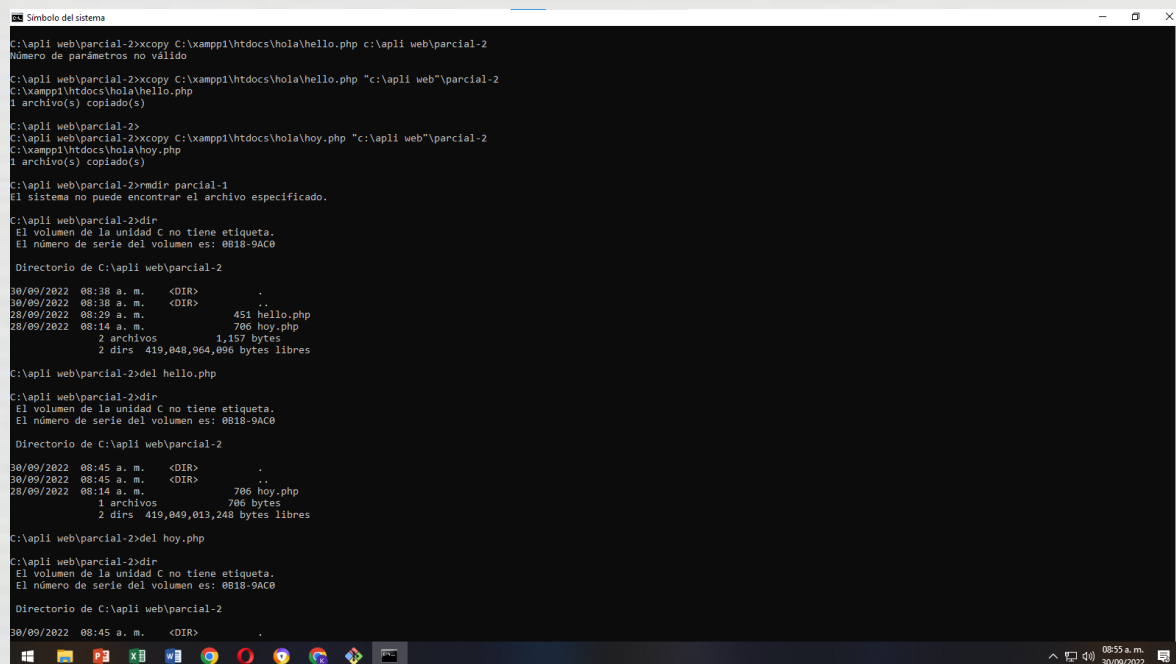 Símbolo del sistema
C:\apli web\parcial-2>xcopy C:\xampp1\htdocs\hola\hello.php c:\apli web\parcial-2
Número de parámetros no válido
C:\apli web\parcial-2>xcopy C:\xampp1\htdocs\hola\hello.php "c:\apli web"\parcial-2
C:\xampp1\htdocs\hola\hello.php
1 archivo(s) copiado(s)
C:\apli web\parcial-2>
C:\apli web\parcial-2>xcopy C:\xampp1\htdocs\hola\hoy.php "c:\apli web"\parcial-2
C:\xampp1\htdocs\hola\hoy.php
1 archivo(s) copiado(s)
C:\apli web\parcial-2>rmdir parcial-1
El sistema no puede encontrar el archivo especificado.
C:\apli web\parcial-2>dir
El volumen de la unidad C no tiene etiqueta.
El número de serie del volumen es: 0B18-9AC0
Directorio de C:\apli web\parcial-2
30/09/2022 08:38 a. m. <DIR> .
30/09/2022 08:38 a. m. <DIR> ..
28/09/2022 08:29 a. m. 451 hello.php
28/09/2022 08:14 a. m. 706 hoy.php
2 archivos 1,157 bytes
2 dirs 419,048,964,096 bytes libres
C:\apli web\parcial-2>del hello.php
C:\apli web\parcial-2>dir
El volumen de la unidad C no tiene etiqueta.
El número de serie del volumen es: 0B18-9AC0
Directorio de C:\apli web\parcial-2
30/09/2022 08:45 a. m. <DIR> .
30/09/2022 08:45 a. m. <DIR> ..
28/09/2022 08:14 a. m. 706 hoy.php
1 archivos 706 bytes
2 dirs 419,049,013,248 bytes libres
C:\apli web\parcial-2>del hoy.php
C:\apli web\parcial-2>dir
El volumen de la unidad C no tiene etiqueta.
El número de serie del volumen es: 0B18-9AC0
Directorio de C:\apli web\parcial-2
30/09/2022 08:45 a. m. <DIR> .
08:55 a. m.
30/09/2022